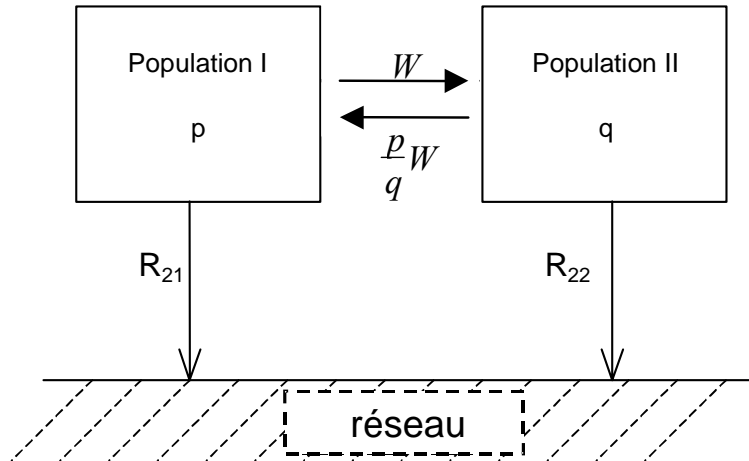 Population I
p
W
p/q W
Population II
q
R21
R22
réseau